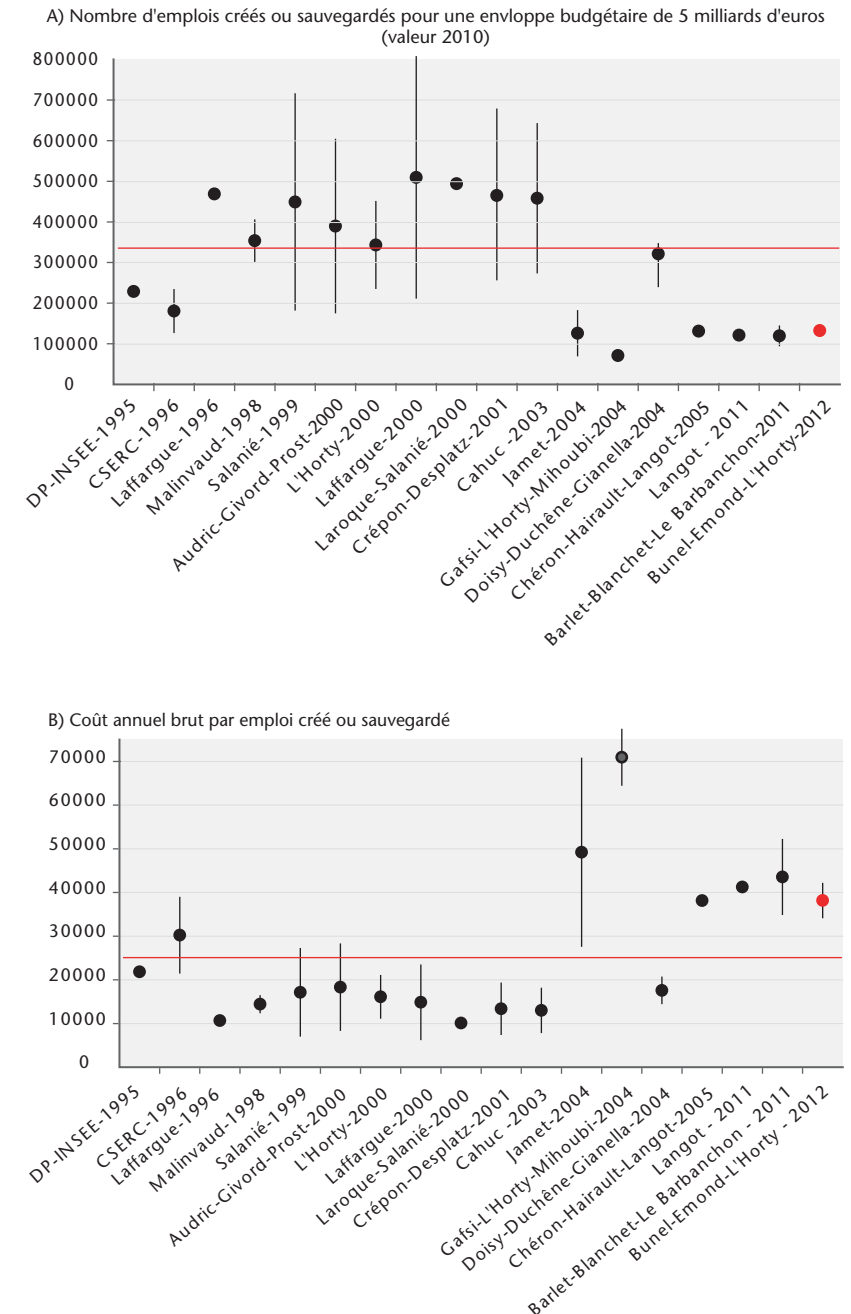 A) Nombre d'emplois créés ou sauvegardés pour une envloppe budgétaire de 5 milliards d'euros
(valeur 2010)
800000
700000
600000
500000
400000
300000
200000
100000
0
DP-INSEE-1995
CSERC-1996
Laffargue-1996
Malinvaud-1998
Salanié-1999
Audric-Givord-Prost-2000
L'Horty-2000
Laffargue-2000
Laroque-Salanié-2000
Crépon-Desplatz-2001
Cahuc -2003
Jamet-2004
Gafsi-L'Horty-Mihoubi-2004
Doisy-Duchêne-Gianella-2004
Chéron-Hairault-Langot-2005
Langot - 2011
Barlet-Blanchet-Le Barbanchon-2011
Bunel-Emond-L'Horty-2012
B) Coût annuel brut par emploi créé ou sauvegardé
70000
60000
50000
40000
30000
20000
10000
0
DP-INSEE-1995
CSERC-1996
Laffargue-1996
Malinvaud-1998
Salanié-1999
Audric-Givord-Prost-2000
L'Horty-2000
Laffargue-2000
Laroque-Salanié-2000
Crépon-Desplatz-2001
Cahuc -2003
Jamet-2004
Gafsi-L'Horty-Mihoubi-2004
Doisy-Duchêne-Gianella-2004
Chéron-Hairault-Langot-2005
Langot - 2011
Barlet-Blanchet-Le Barbanchon - 2011
Bunel-Emond-L'Horty - 2012